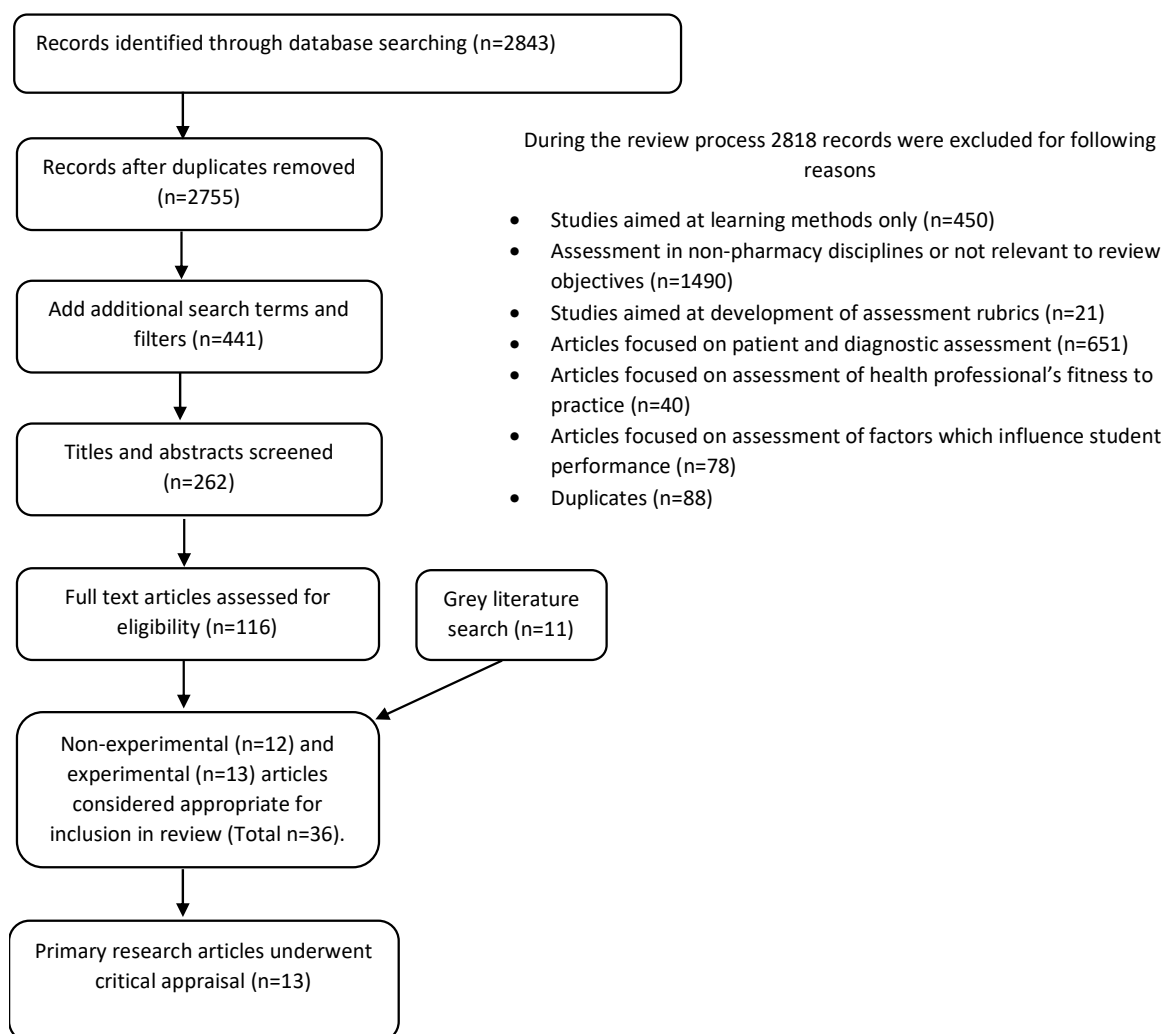 Records identified through database searching (n=2843)
Records after duplicates removed
(n=2755)
Add additional search terms and
filters (n=441)
Titles and abstracts screened
(n=262)
Full text articles assessed for
eligibility (n=116)
Grey literature
search (n=11)
Non-experimental (n=12) and
experimental (n=13) articles
considered appropriate for
inclusion in review (Total n=36).
Primary research articles underwent
critical appraisal (n=13)
During the review process 2818 records were excluded for following
reasons
• Studies aimed at learning methods only (n=450)
• Assessment in non-pharmacy disciplines or not relevant to review
objectives (n=1490)
• Studies aimed at development of assessment rubrics (n=21)
• Articles focused on patient and diagnostic assessment (n=651)
• Articles focused on assessment of health professional’s fitness to
practice (n=40)
• Articles focused on assessment of factors which influence student
performance (n=78)
• Duplicates (n=88)